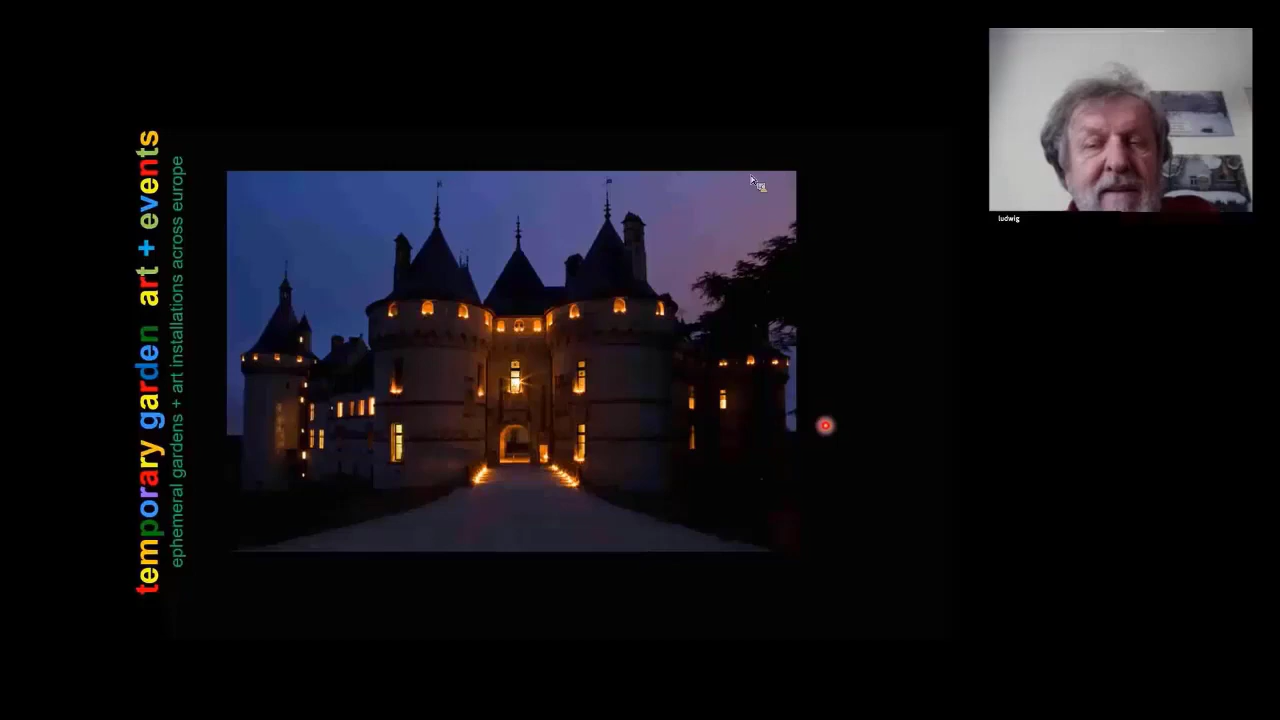 temporary garden art + events
ephemeral gardens + art installations across europe
ludwig